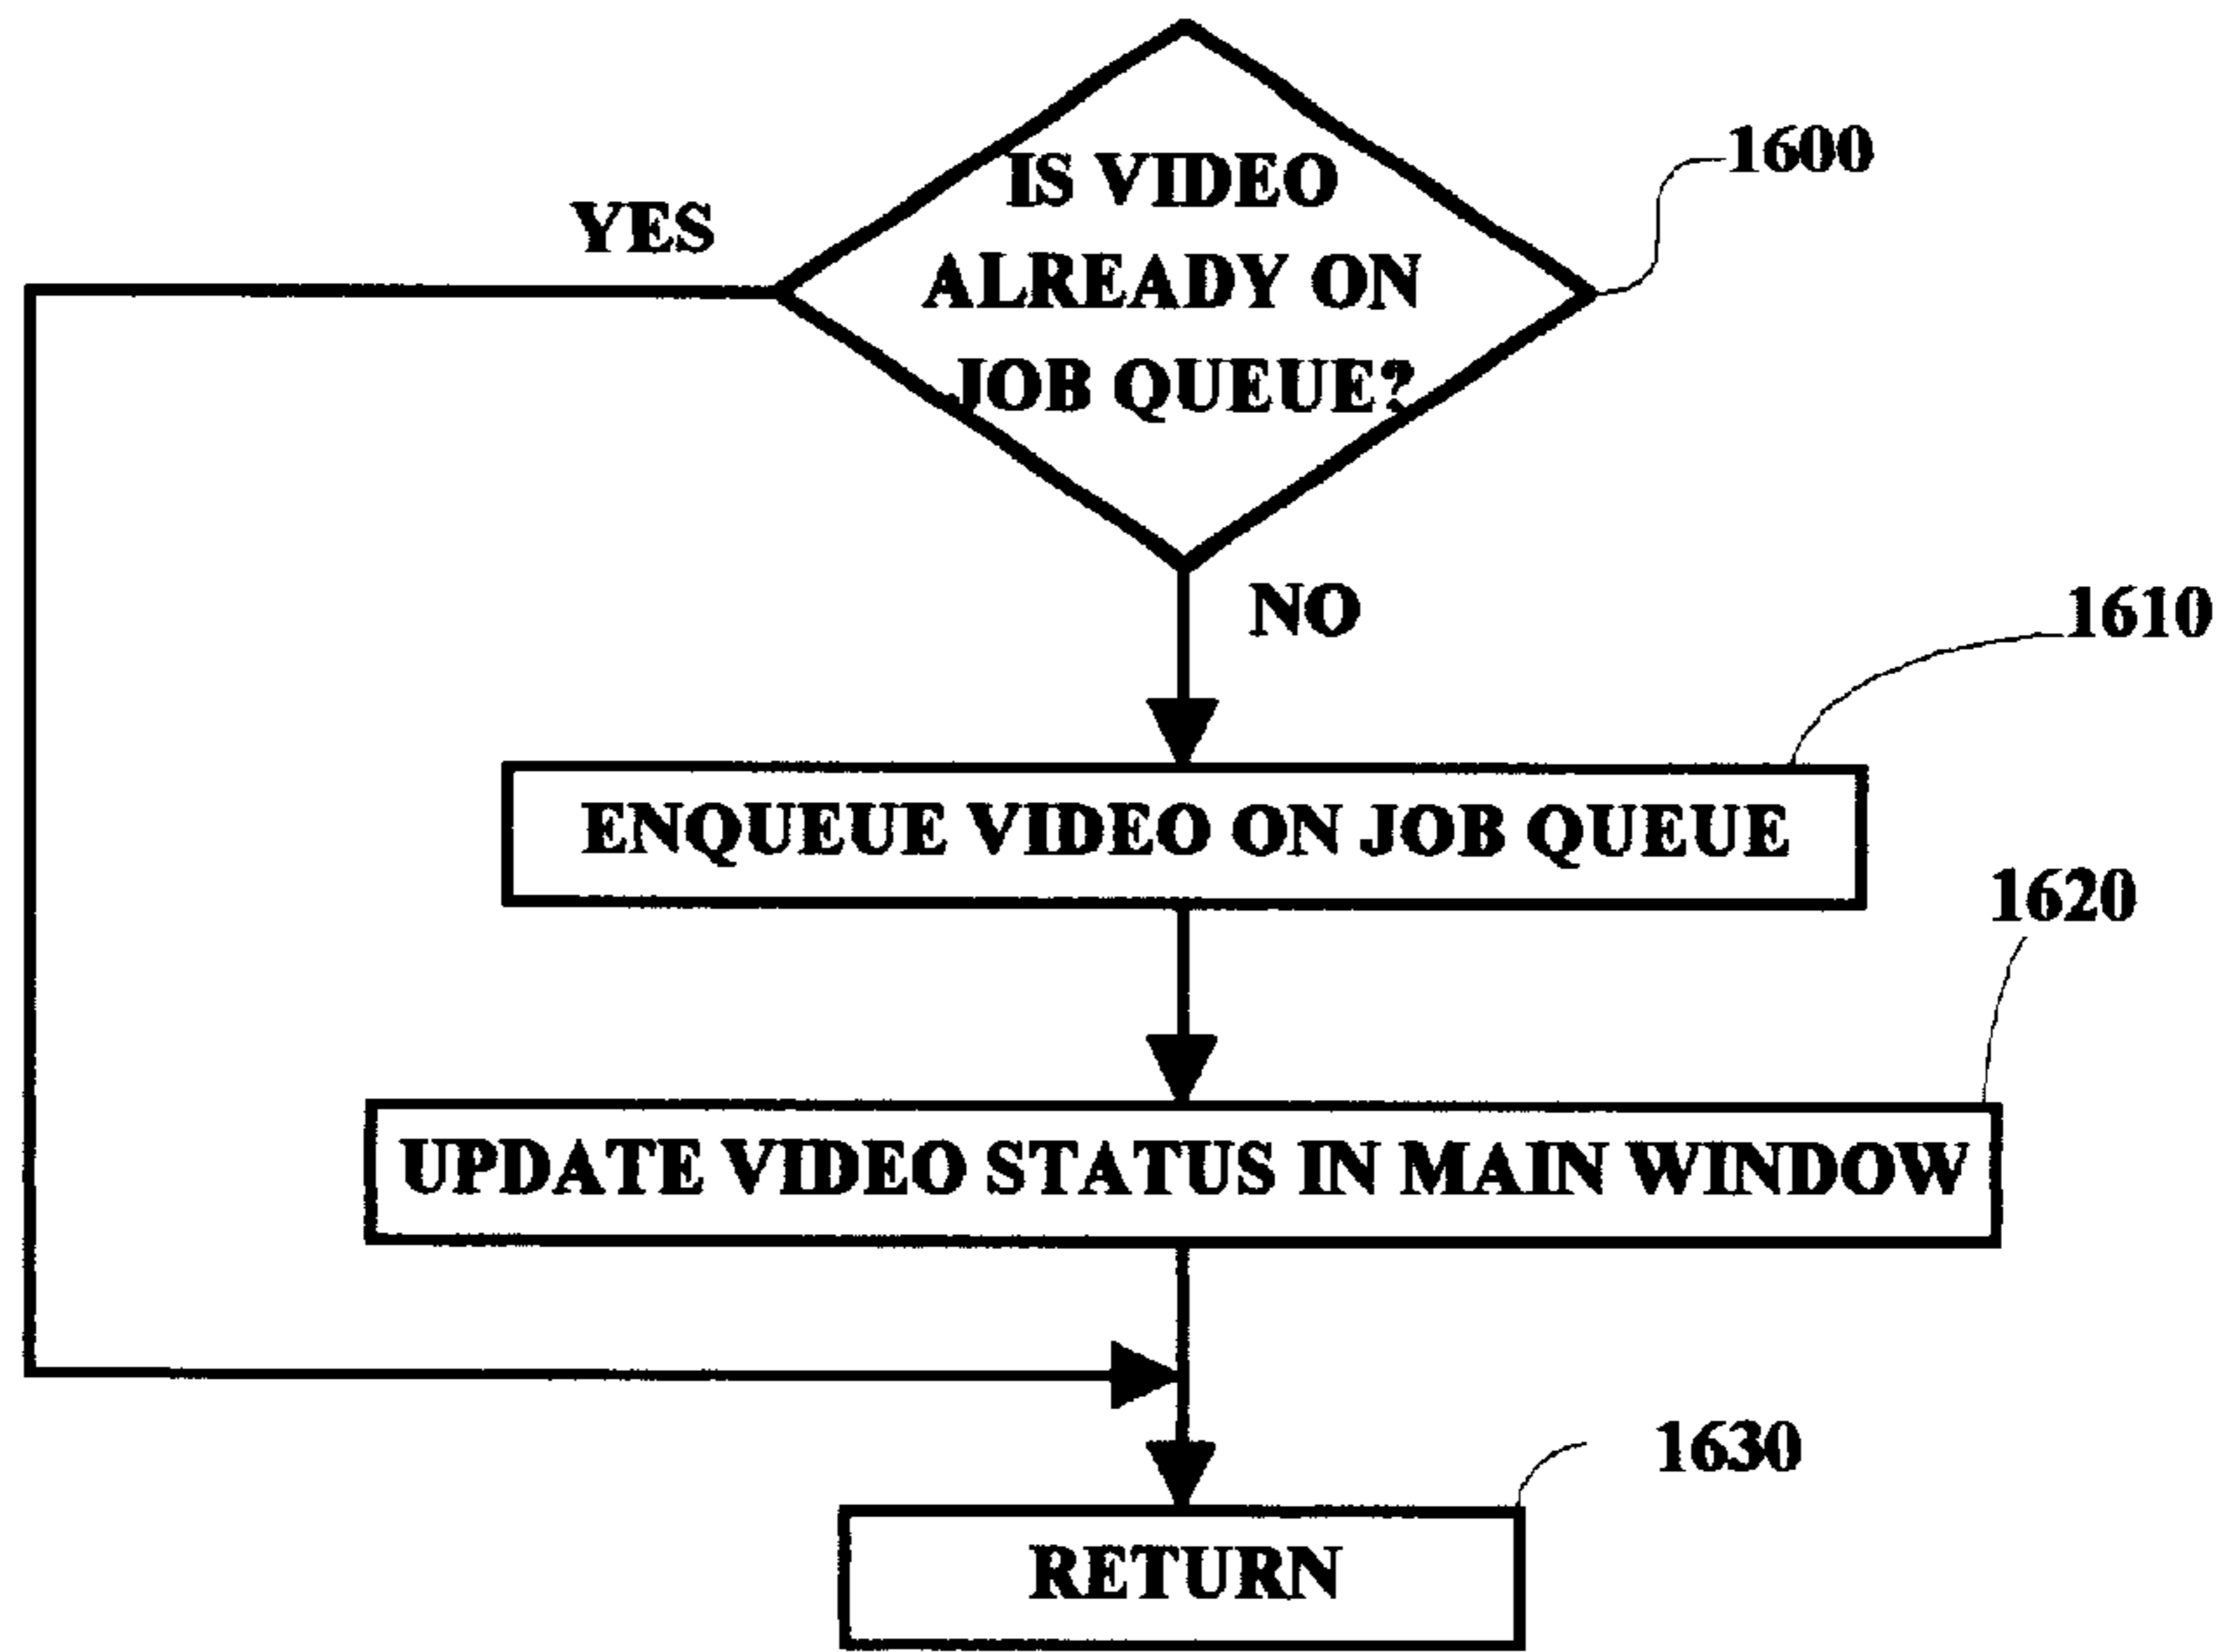 IS VIDEO
ALREADY ON
JOB QUEUE?
1600
YES
NO
1610
ENQUEUE VIDEO ON JOB QUEUE
1620
UPDATE VIDEO STATUS IN MAIN WINDOW
1630
RETURN